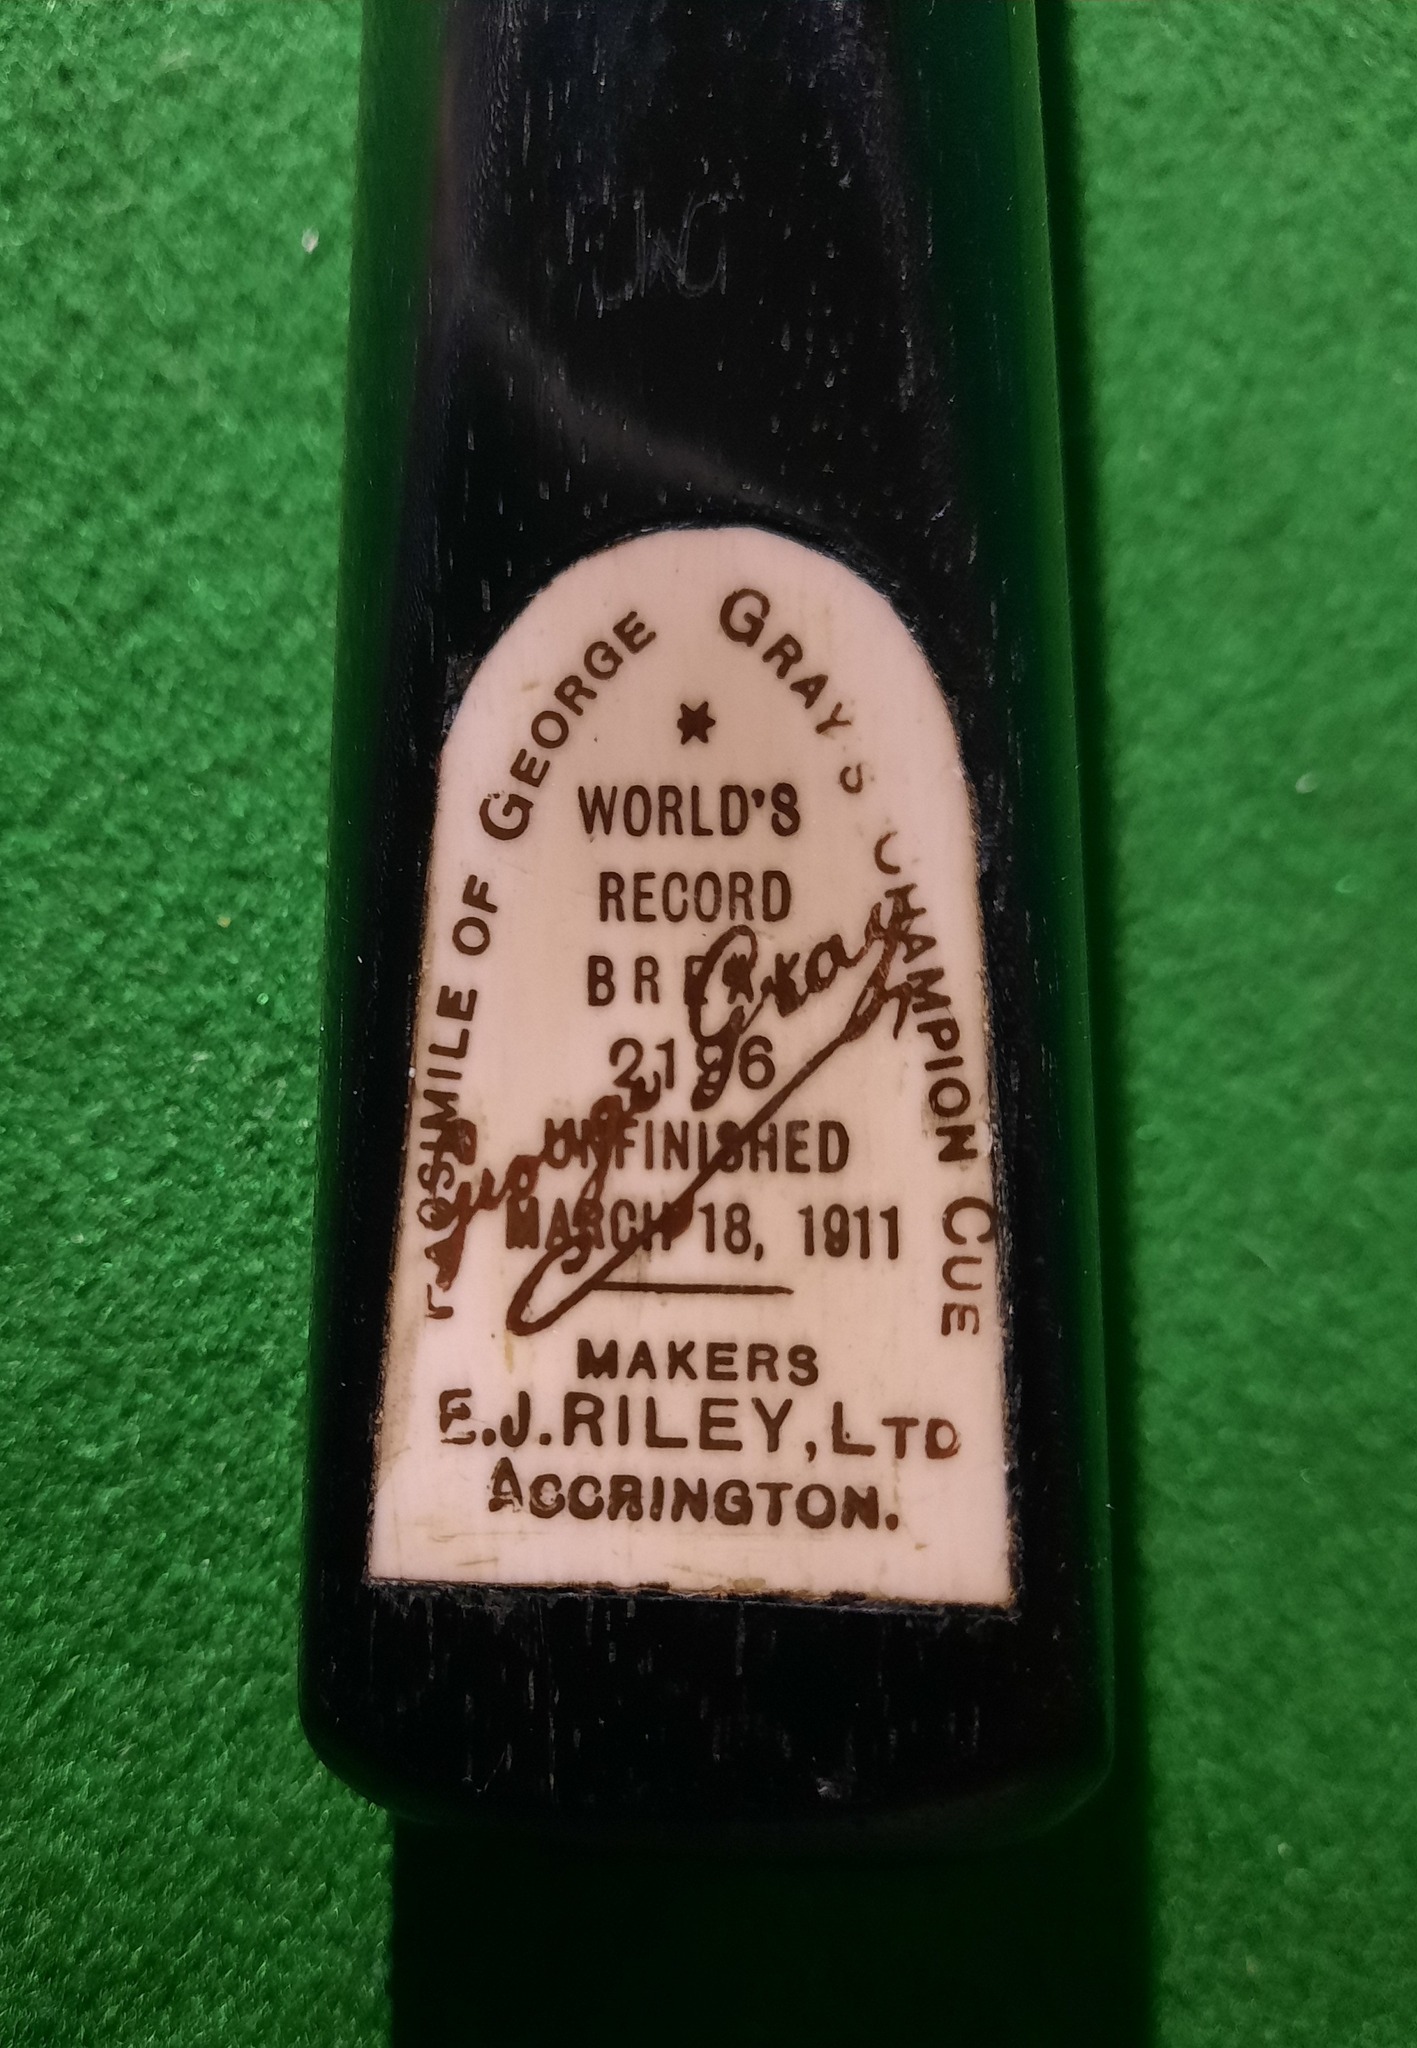 JWG
FACSIMILE OF GEORGE GRAY'S CHAMPION CUE
WORLD'S
RECORD
BREAK
2196
UNFINISHED
MARCH 18, 1911
George Gray
MAKERS
E.J. RILEY, LTD
ACCRINGTON.